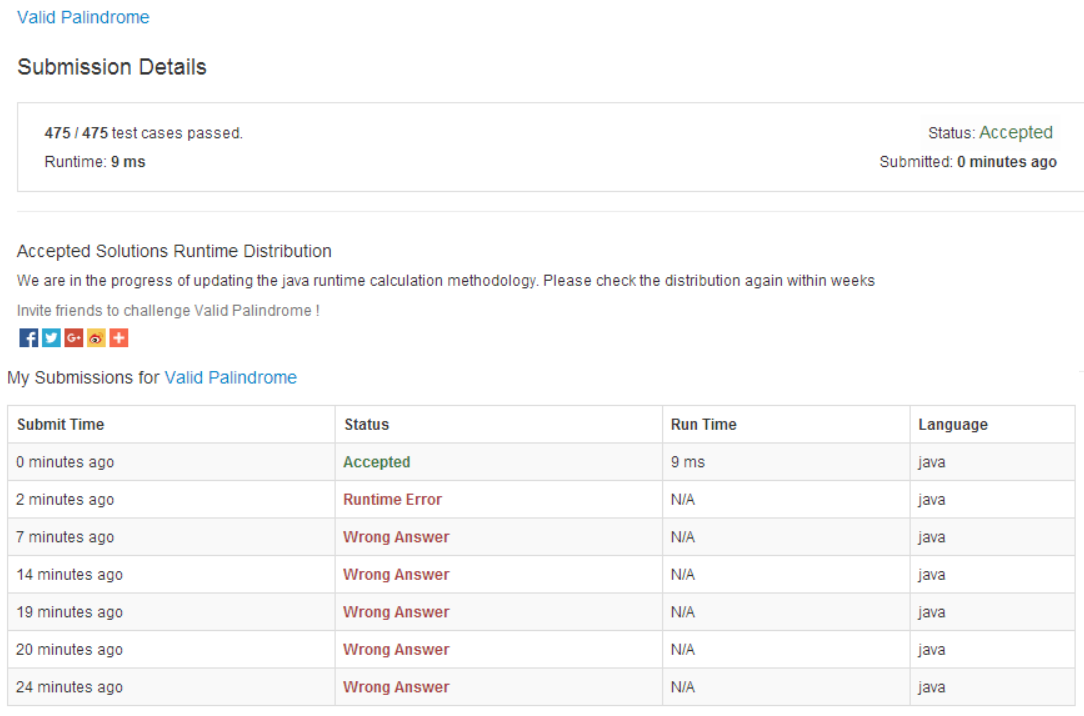 Valid Palindrome
Submission Details
475 / 475 test cases passed.
Status: Accepted
Runtime: 9 ms
Submitted: 0 minutes ago
Accepted Solutions Runtime Distribution
We are in the progress of updating the java runtime calculation methodology. Please check the distribution again within weeks
Invite friends to challenge Valid Palindrome !
My Submissions for Valid Palindrome
Submit Time Status Run Time Language
0 minutes ago Accepted 9 ms java
2 minutes ago Runtime Error N/A java
7 minutes ago Wrong Answer N/A java
14 minutes ago Wrong Answer N/A java
19 minutes ago Wrong Answer N/A java
20 minutes ago Wrong Answer N/A java
24 minutes ago Wrong Answer N/A java